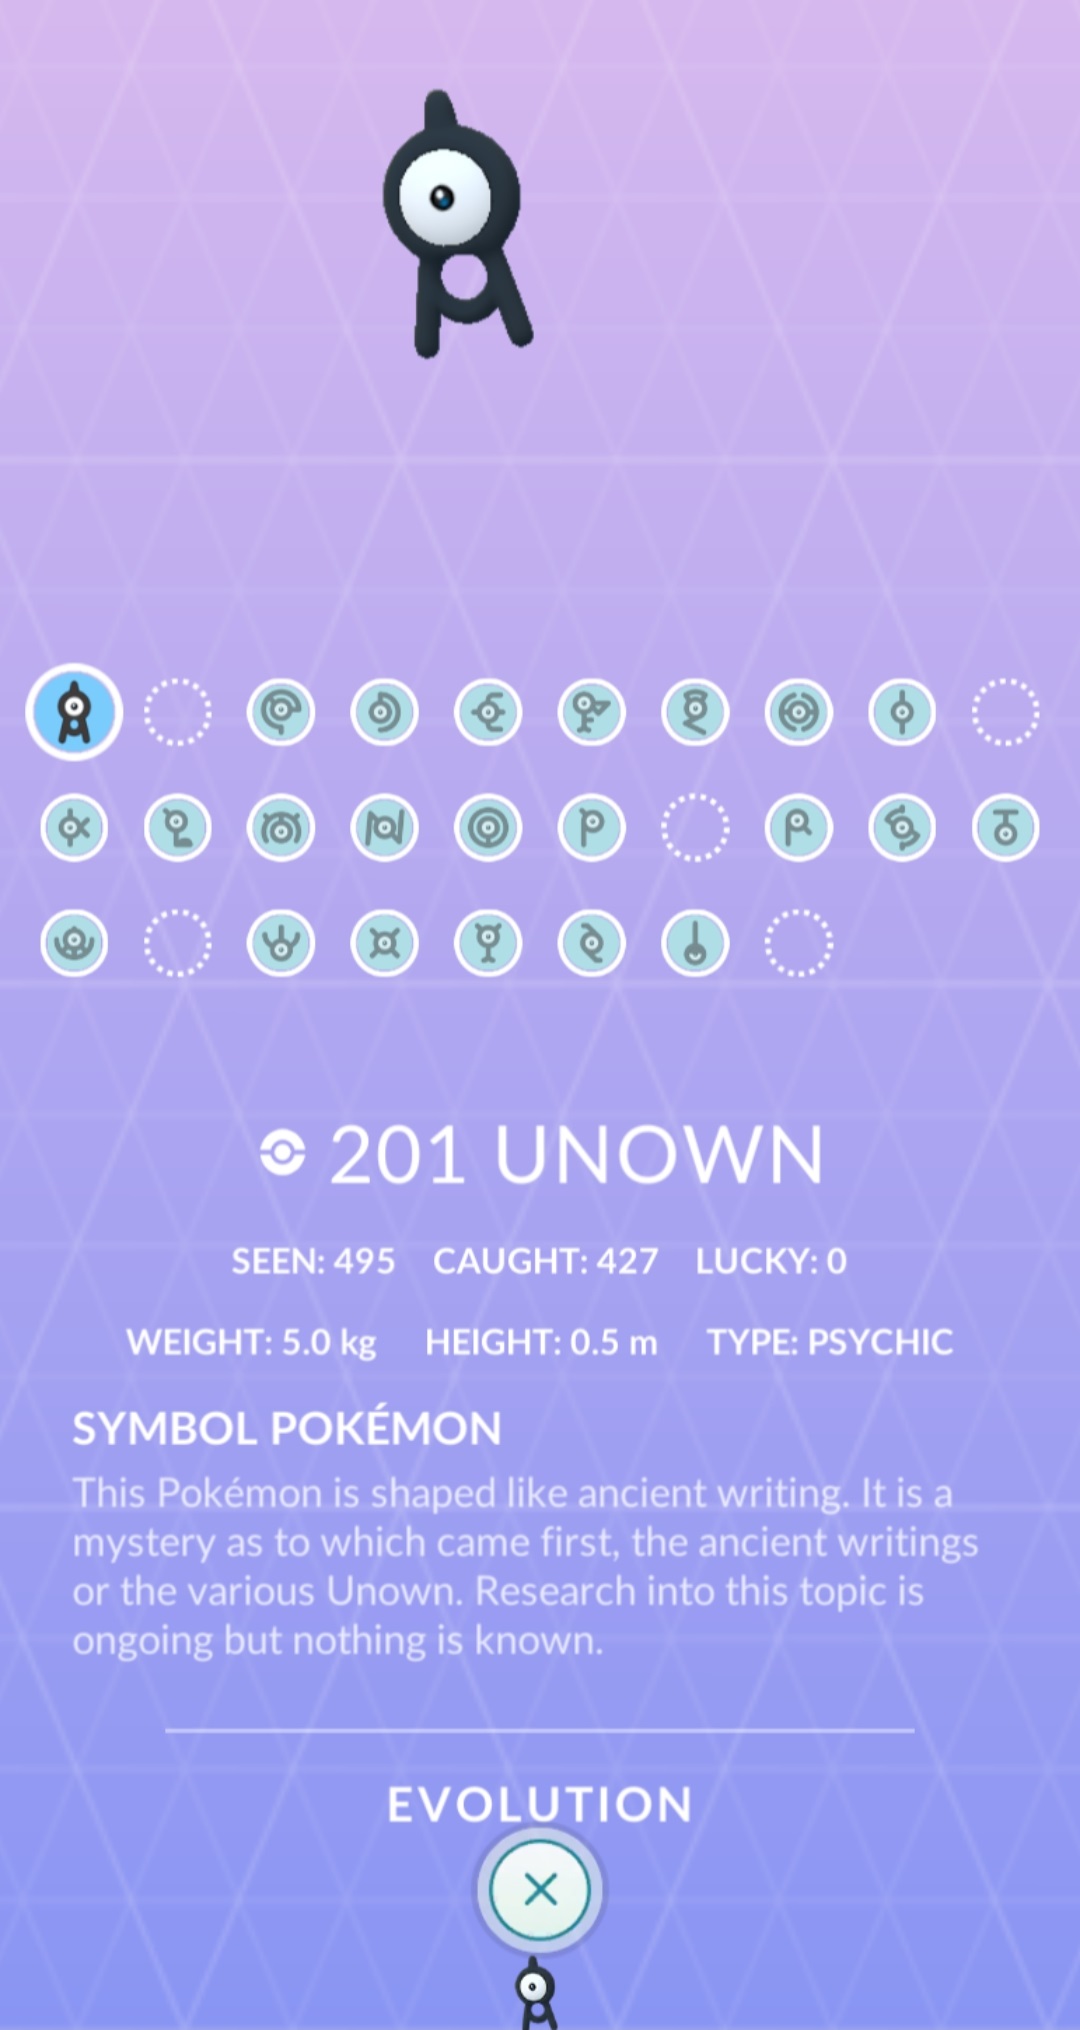 201 UNOWN
SEEN: 495 CAUGHT: 427 LUCKY: 0
WEIGHT: 5.0 kg HEIGHT: 0.5 m TYPE: PSYCHIC
SYMBOL POKÉMON
This Pokémon is shaped like ancient writing. It is a
mystery as to which came first, the ancient writings
or the various Unown. Research into this topic is
ongoing but nothing is known.
EVOLUTION